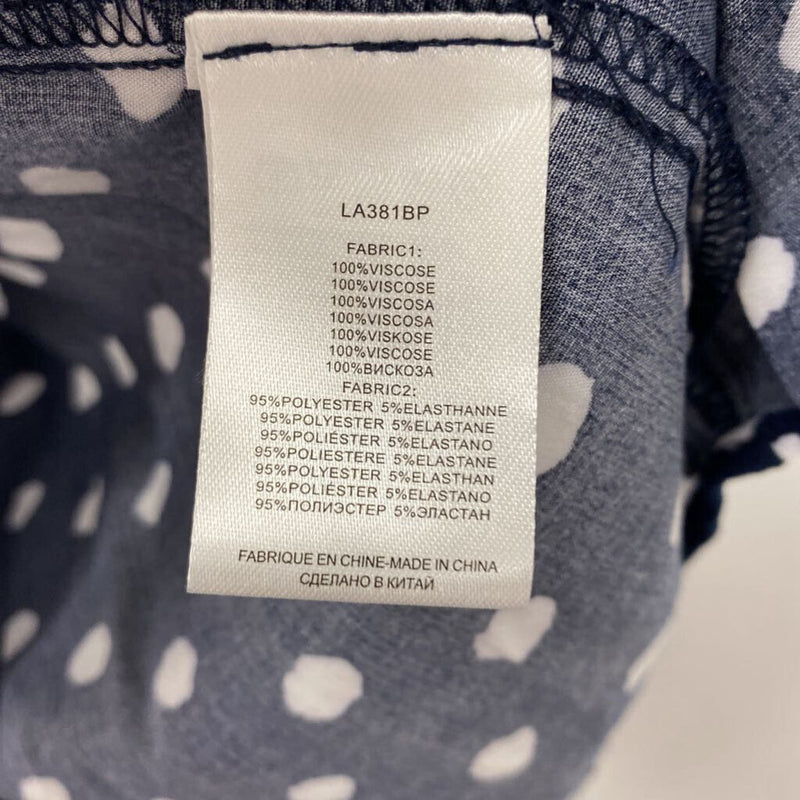 LA381BP
FABRIC1:
100%VISCOSE
100%VISCOSE
100%VISCOSA
100%VISCOSA
100%VISKOSE
100%VISCOSE
100%ВИСКОЗА
FABRIC2:
95%POLYESTER 5%ELASTHANNE
95%POLYESTER 5%ELASTANE
95%POLIÉSTER 5%ELASTANO
95%POLIESTERE 5%ELASTANE
95%POLYESTER 5%ELASTHAN
95%POLIÉSTER 5%ELASTANO
95%ПОЛИЭСТЕР 5%ЭЛАСТАН
FABRIQUE EN CHINE-MADE IN CHINA
СДЕЛАНО В КИТАЙ